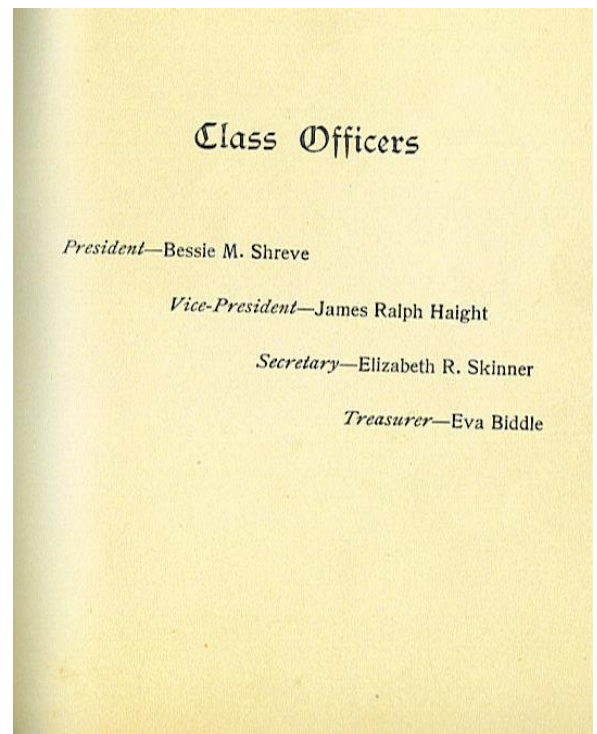 Class Officers
President—Bessie M. Shreve
Vice-President—James Ralph Haight
Secretary—Elizabeth R. Skinner
Treasurer—Eva Biddle